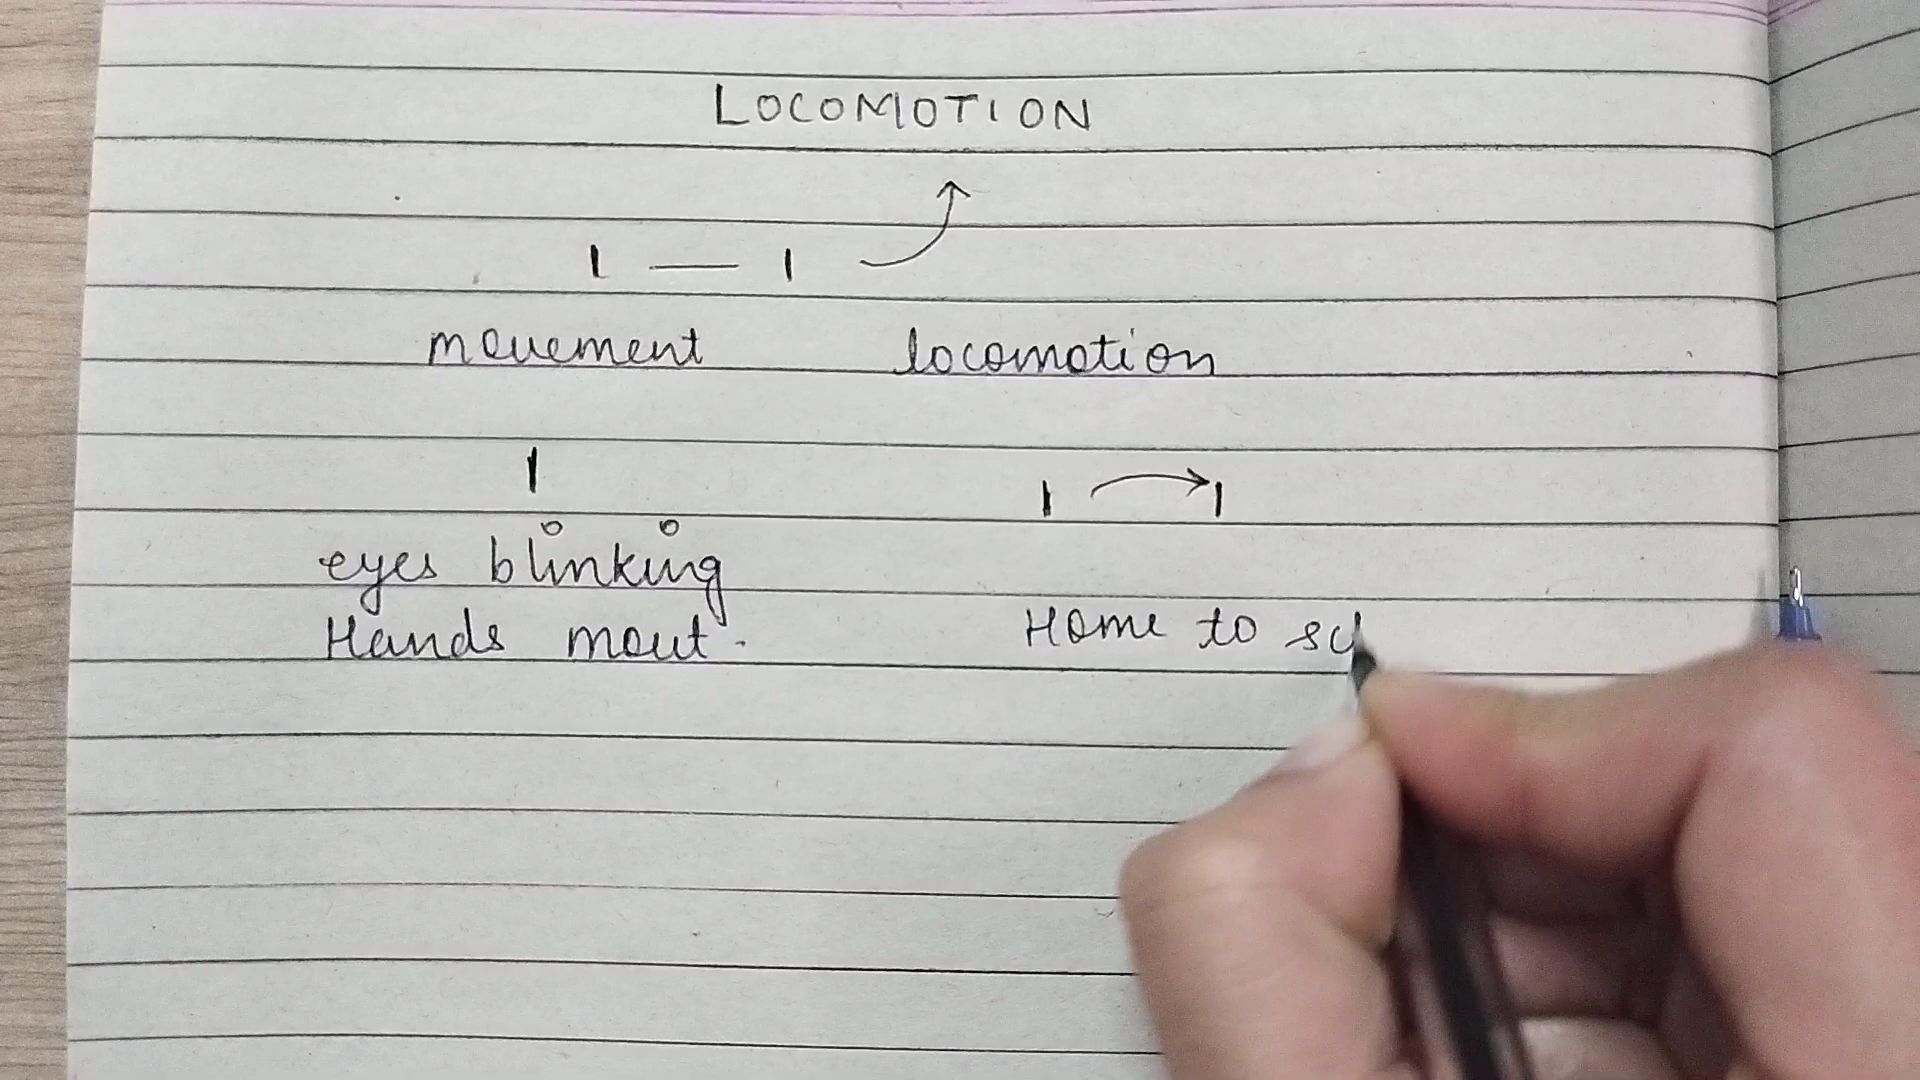 LOCOMOTION
movement locomotion
eyes blinking
Hands mout.
Home to sc